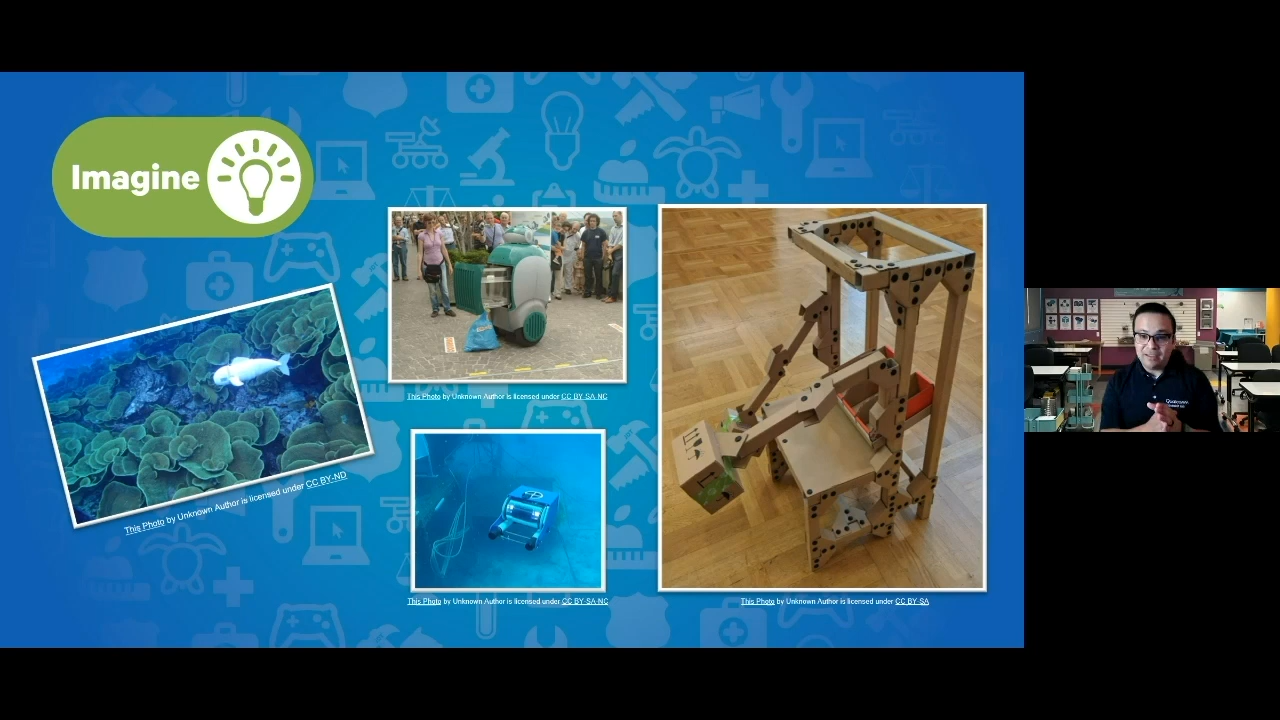 Imagine
This Photo by Unknown Author is licensed under CC BY-SA-NC
This Photo by Unknown Author is licensed under CC BY-ND
This Photo by Unknown Author is licensed under CC BY-SA-NC
This Photo by Unknown Author is licensed under CC BY-SA
Qualcomm